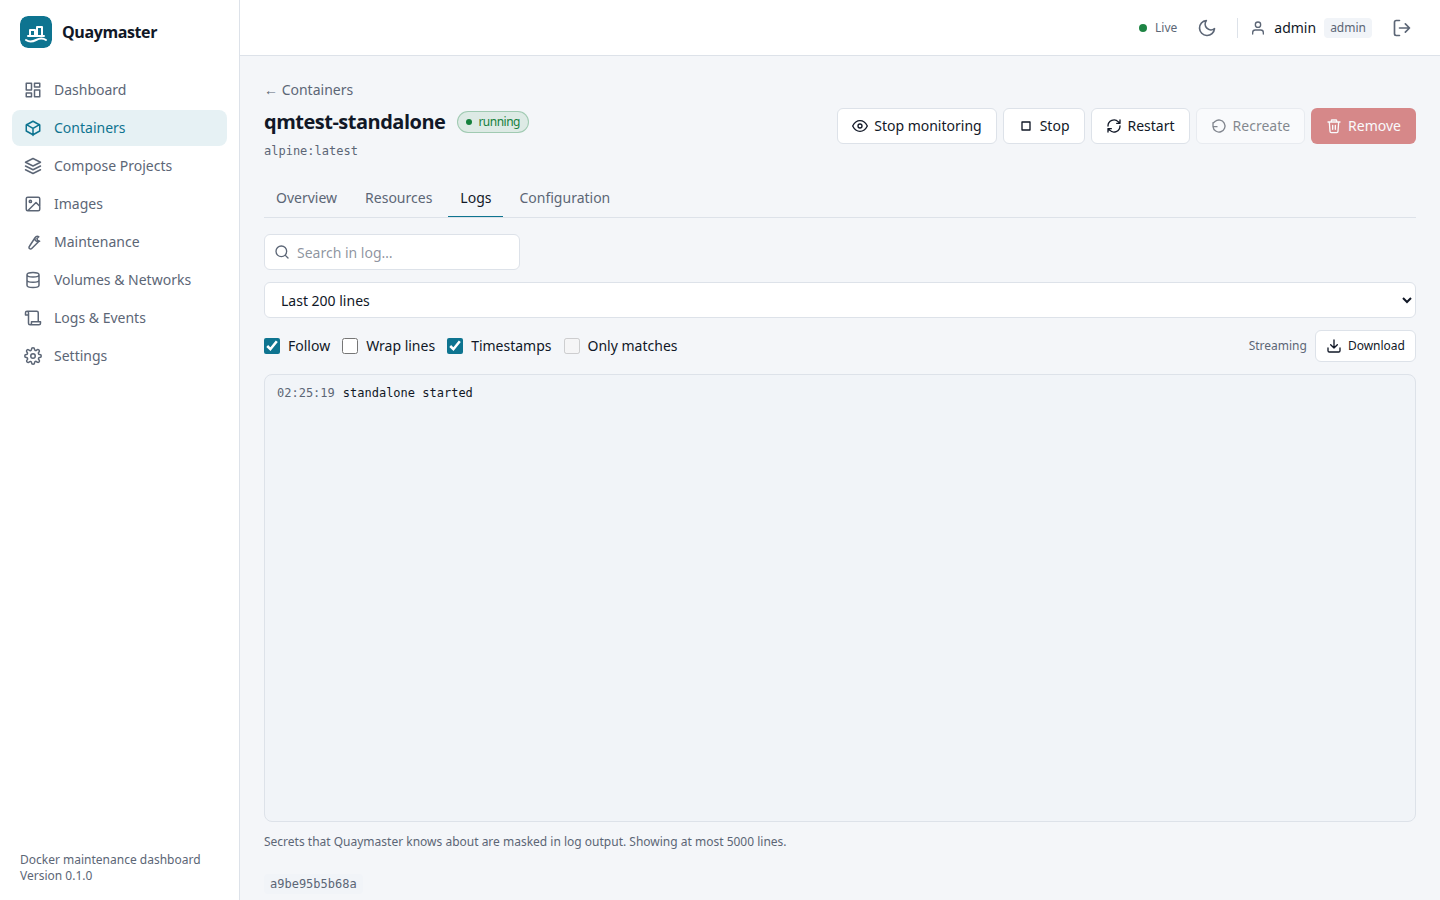 Quaymaster
Live
admin admin
Dashboard
Containers
Compose Projects
Images
Maintenance
Volumes & Networks
Logs & Events
Settings
Docker maintenance dashboard
Version 0.1.0
← Containers
qmtest-standalone running
alpine:latest
Stop monitoring Stop Restart Recreate Remove
Overview Resources Logs Configuration
Search in log...
Last 200 lines
Follow Wrap lines Timestamps Only matches Streaming Download
02:25:19 standalone started
Secrets that Quaymaster knows about are masked in log output. Showing at most 5000 lines.
a9be95b5b68a